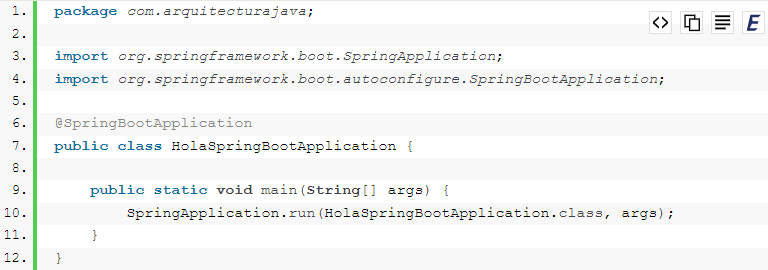 1. package com.arquitecturajava;
2.
3. import org.springframework.boot.SpringApplication;
4. import org.springframework.boot.autoconfigure.SpringBootApplication;
5.
6. @SpringBootApplication
7. public class HolaSpringBootApplication {
8.
9.     public static void main(String[] args) {
10.         SpringApplication.run(HolaSpringBootApplication.class, args);
11.     }
12. }